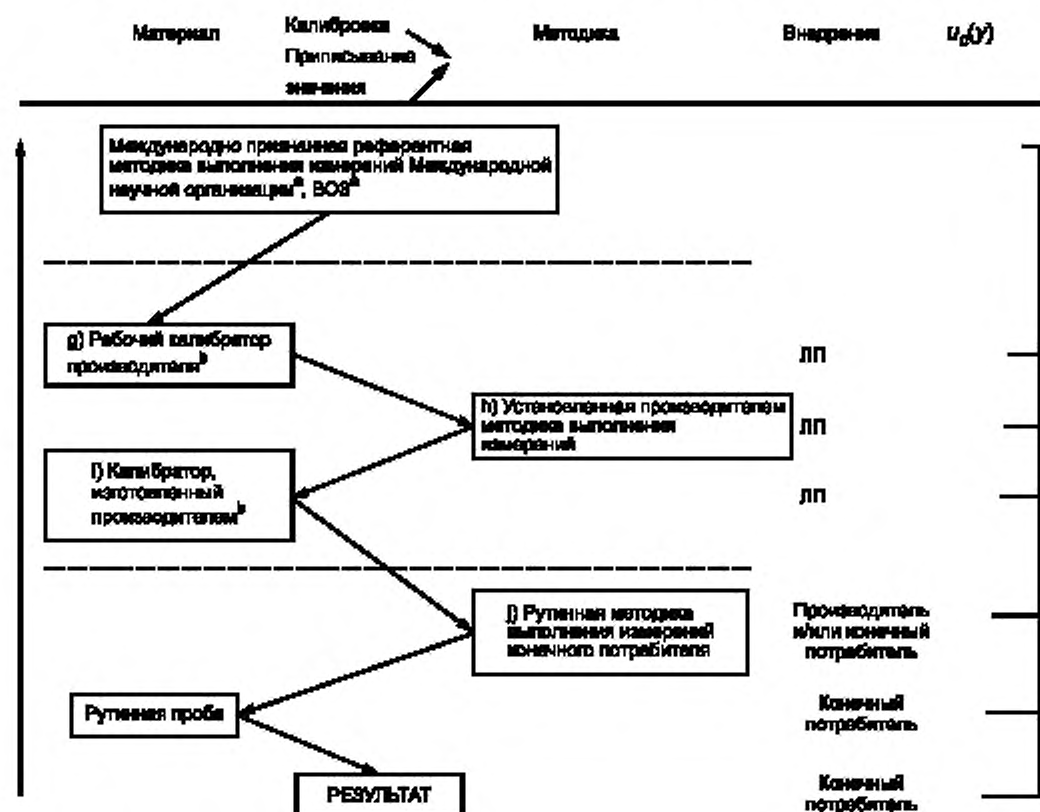 Материал
Калибровка
Приписывание
значения
Методика
Внедрения
u_c(y)
Международно признанная референтная
методика выполнения измерений Международной
научной организации^a, ВОЗ^a
g) Рабочий калибратор
производителя^b
ЛП
h) Установленная производителем
методика выполнения
измерений
ЛП
i) Калибратор,
изготовленный
производителем^b
ЛП
j) Рутинная методика
выполнения измерений
конечного потребителя
Производитель
и/или конечный
потребитель
Рутинная проба
Конечный
потребитель
РЕЗУЛЬТАТ
Конечный
потребитель